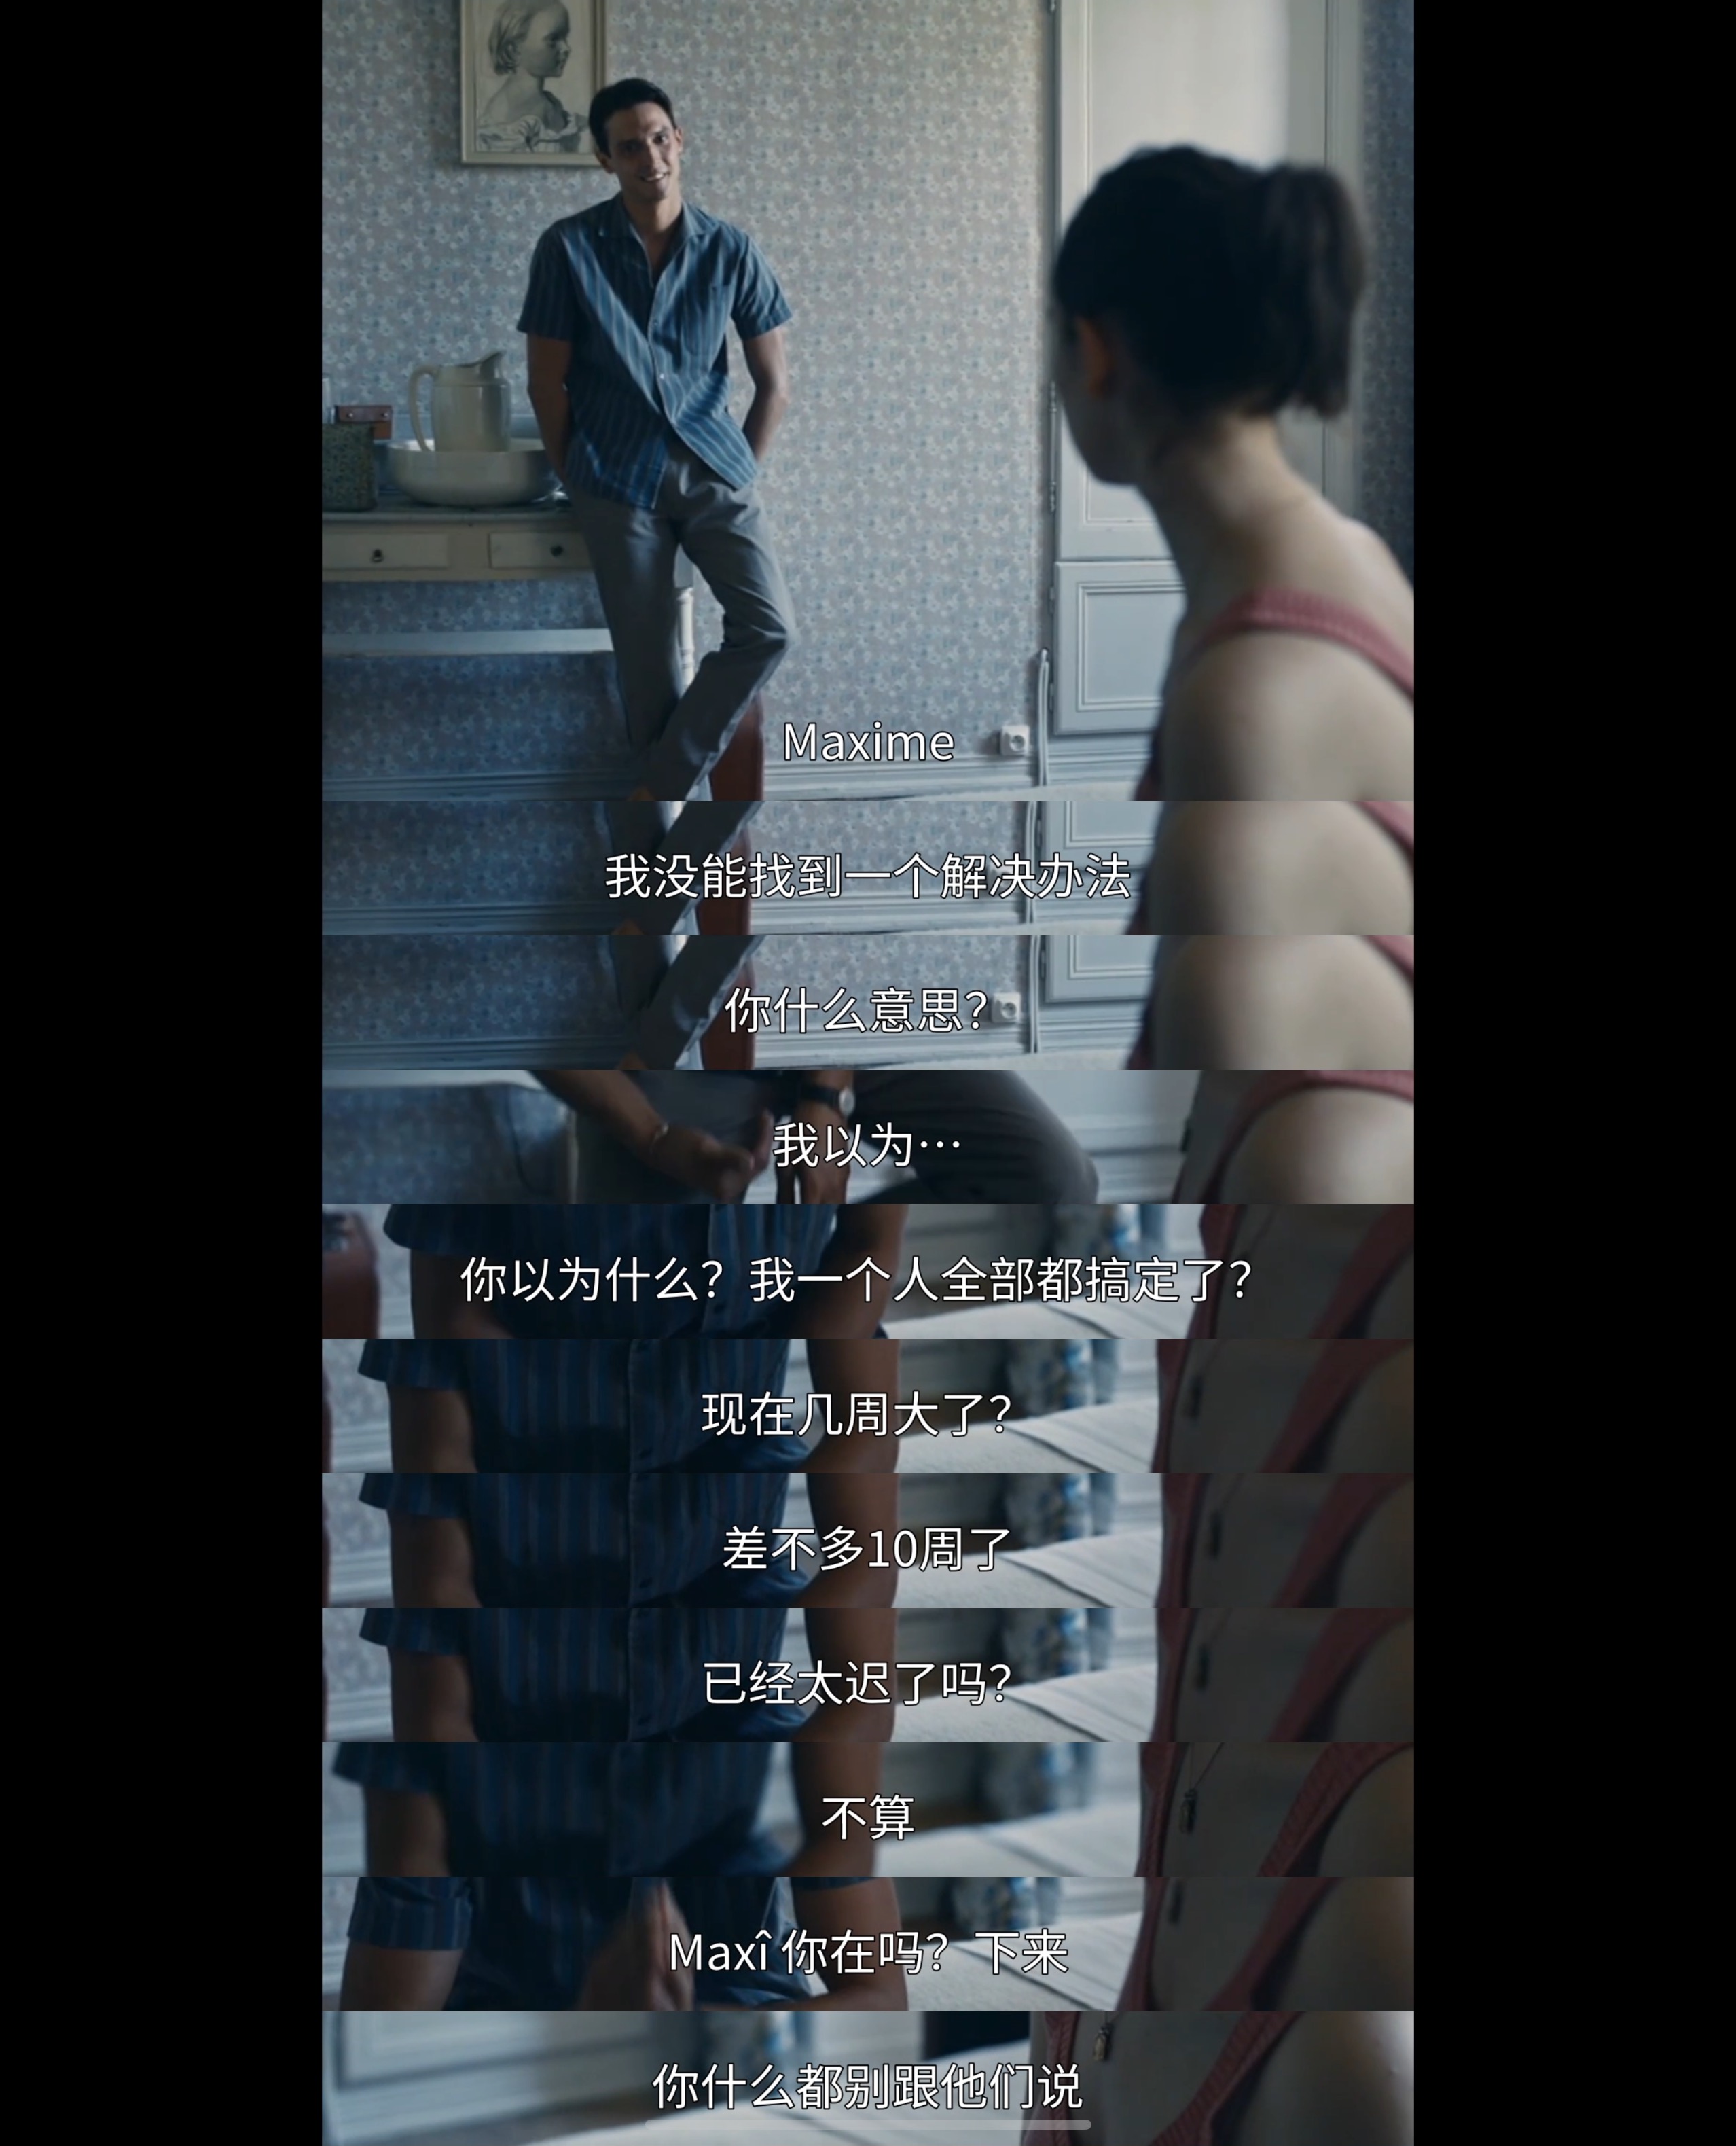 Maxime
我没能找到一个解决办法
你什么意思？
我以为…
你以为什么？我一个人全部都搞定了？
现在几周大了？
差不多10周了
已经太迟了吗？
不算
Maxî 你在吗？下来
你什么都别跟他们说